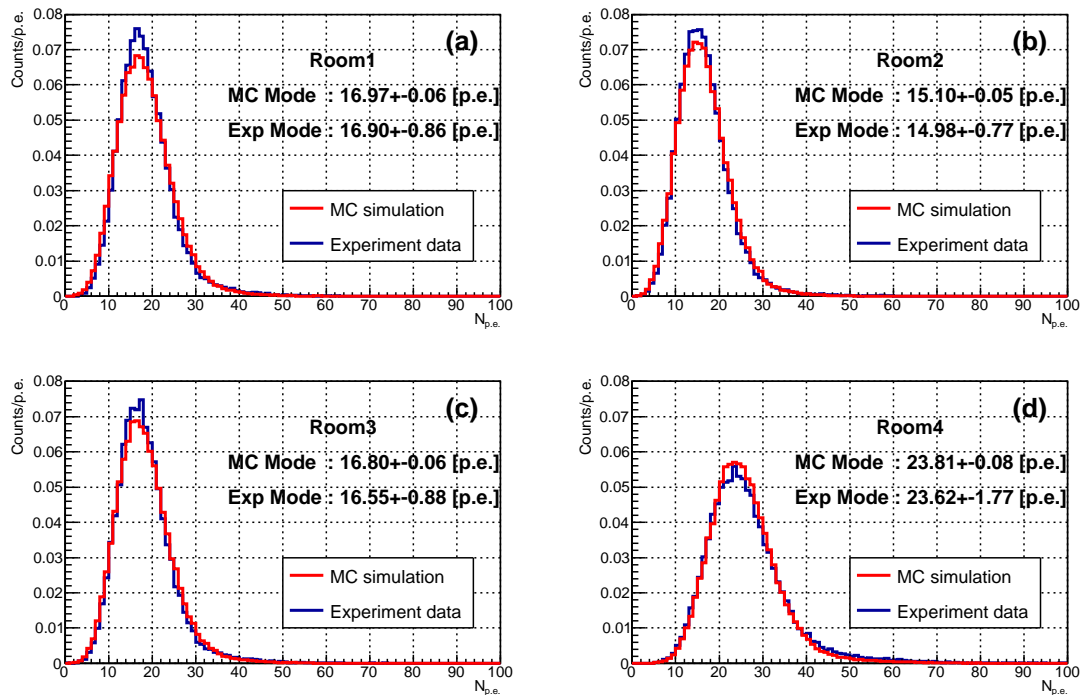 (a)
Room1
MC Mode : 16.97+-0.06 [p.e.]
Exp Mode : 16.90+-0.86 [p.e.]
MC simulation
Experiment data
Counts/p.e.
0.08
0.07
0.06
0.05
0.04
0.03
0.02
0.01
0
0 10 20 30 40 50 60 70 80 90 100
N p.e.
(b)
Room2
MC Mode : 15.10+-0.05 [p.e.]
Exp Mode : 14.98+-0.77 [p.e.]
MC simulation
Experiment data
Counts/p.e.
0.08
0.07
0.06
0.05
0.04
0.03
0.02
0.01
0
0 10 20 30 40 50 60 70 80 90 100
N p.e.
(c)
Room3
MC Mode : 16.80+-0.06 [p.e.]
Exp Mode : 16.55+-0.88 [p.e.]
MC simulation
Experiment data
Counts/p.e.
0.08
0.07
0.06
0.05
0.04
0.03
0.02
0.01
0
0 10 20 30 40 50 60 70 80 90 100
N p.e.
(d)
Room4
MC Mode : 23.81+-0.08 [p.e.]
Exp Mode : 23.62+-1.77 [p.e.]
MC simulation
Experiment data
Counts/p.e.
0.08
0.07
0.06
0.05
0.04
0.03
0.02
0.01
0
0 10 20 30 40 50 60 70 80 90 100
N p.e.